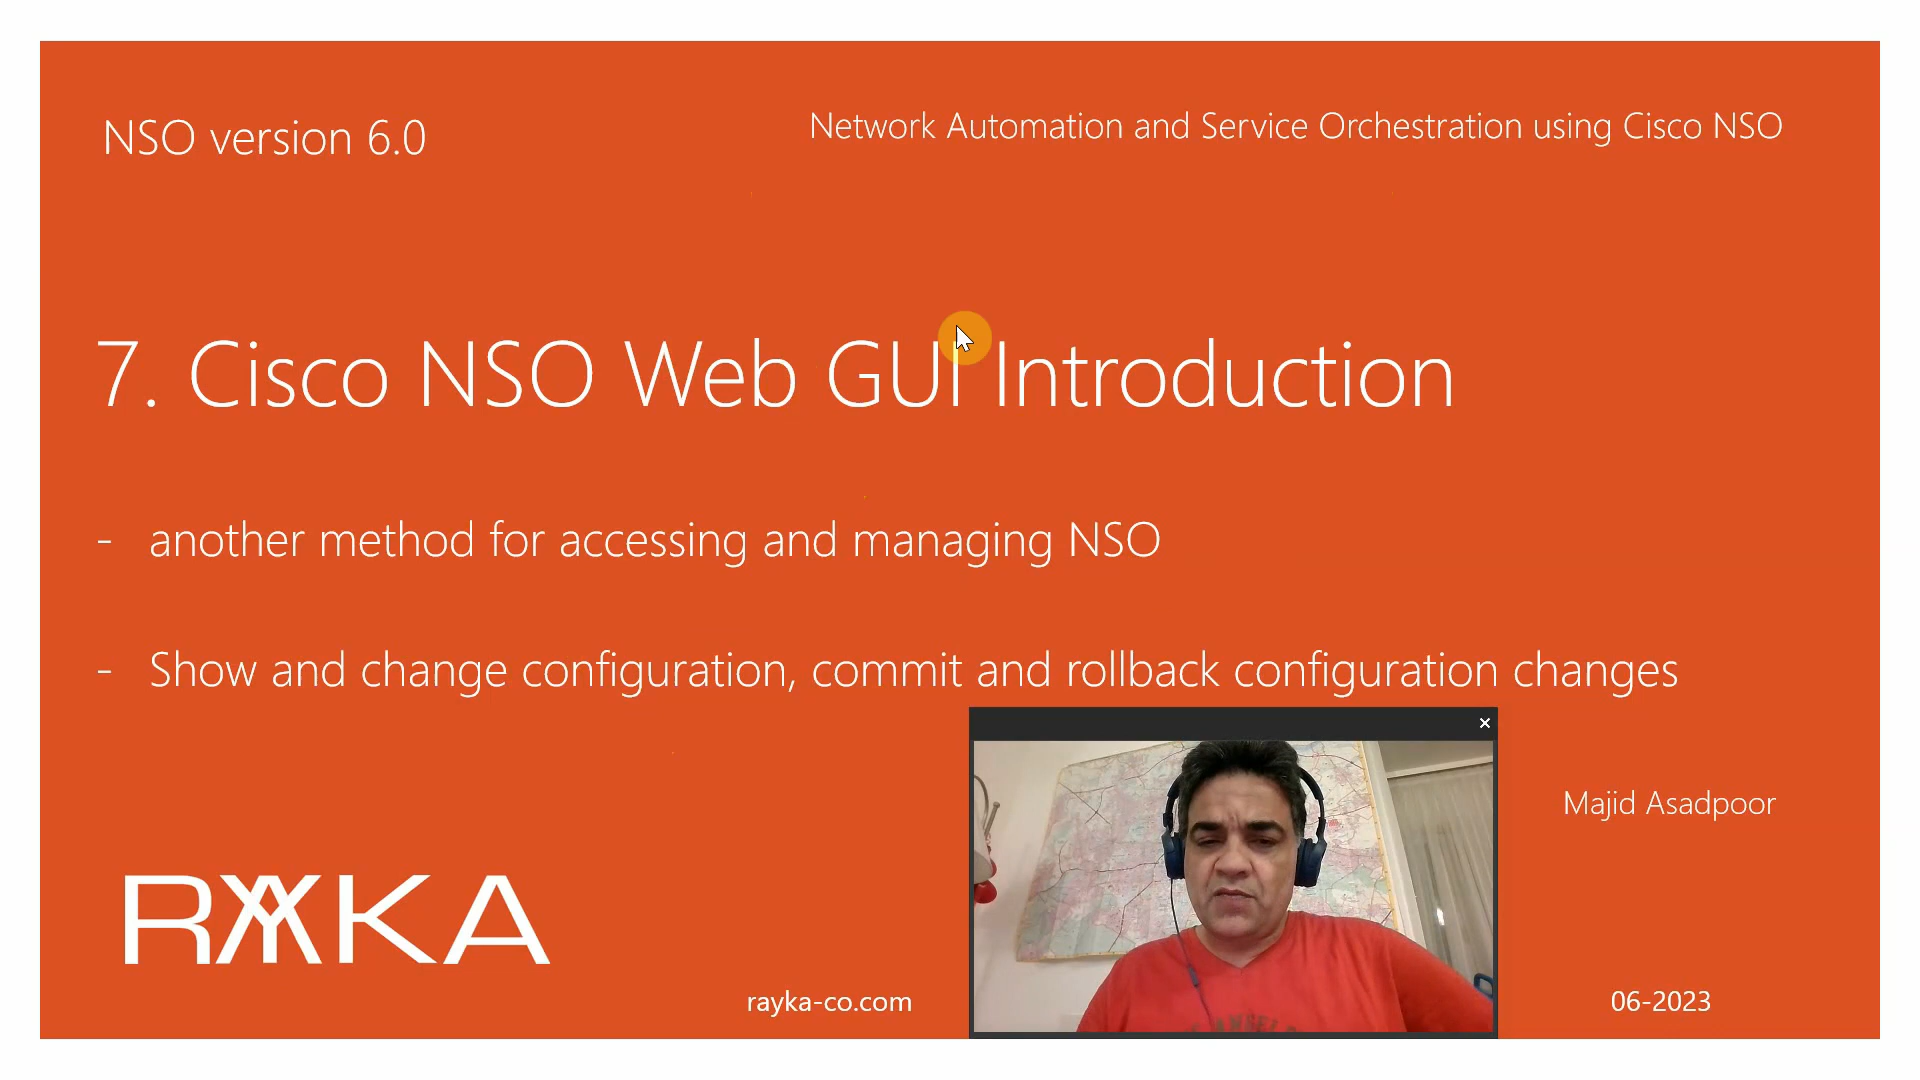 NSO version 6.0
Network Automation and Service Orchestration using Cisco NSO
7. Cisco NSO Web GUI Introduction
- another method for accessing and managing NSO
- Show and change configuration, commit and rollback configuration changes
Majid Asadpoor
RAYKA
rayka-co.com
06-2023